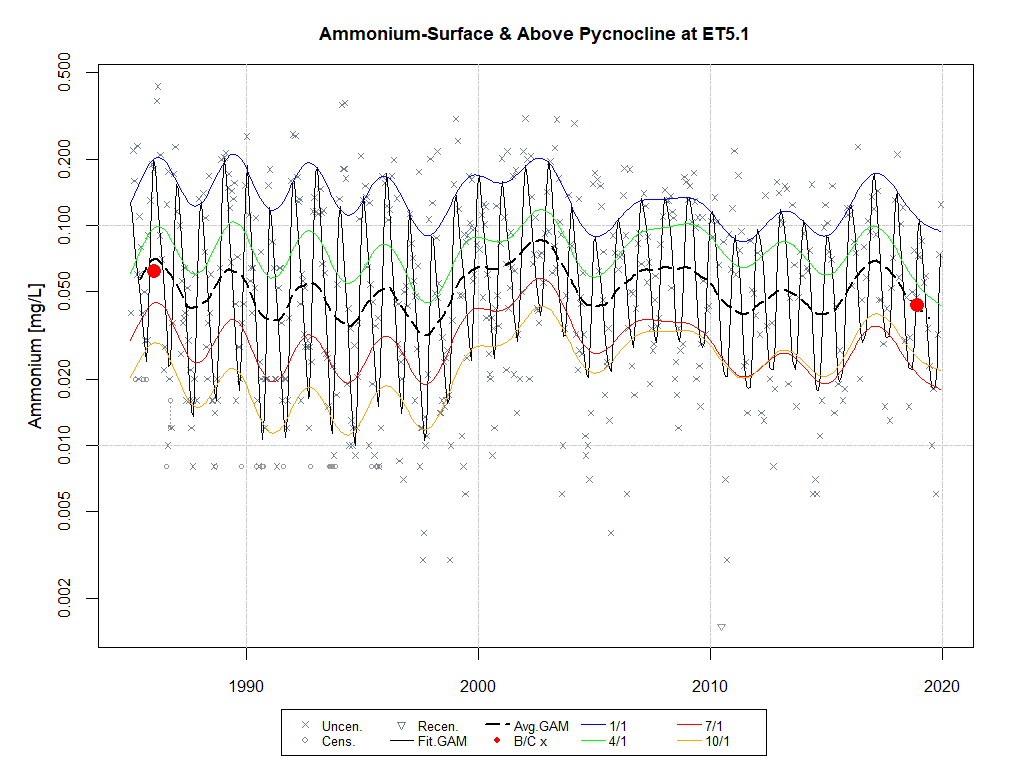 Ammonium-Surface & Above Pycnocline at ET5.1
Ammonium [mg/L]
0.500
0.200
0.100
0.050
0.020
0.010
0.005
0.002
1990 2000 2010 2020
Uncen. Recen. Avg.GAM 1/1 7/1
Cens. Fit.GAM B/C x 4/1 10/1